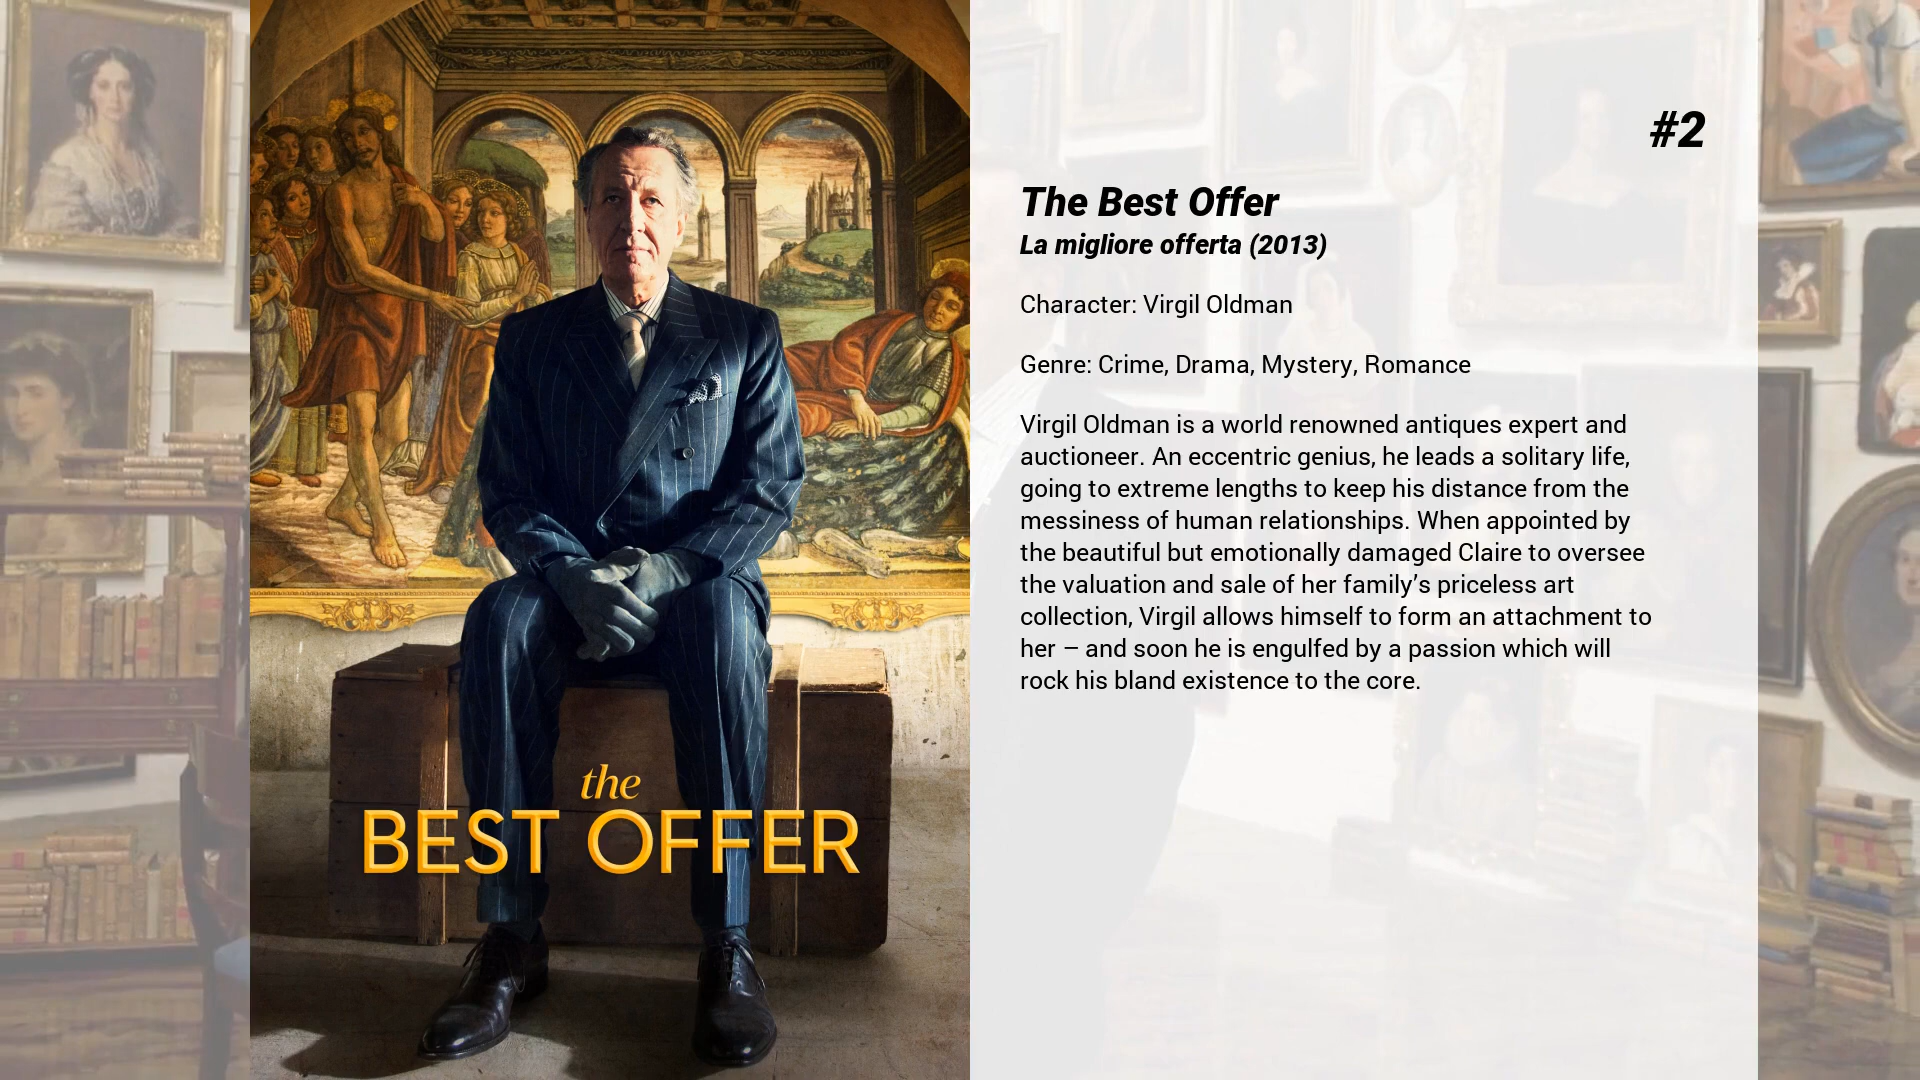 the
BEST OFFER
#2
The Best Offer
La migliore offerta (2013)
Character: Virgil Oldman
Genre: Crime, Drama, Mystery, Romance
Virgil Oldman is a world renowned antiques expert and
auctioneer. An eccentric genius, he leads a solitary life,
going to extreme lengths to keep his distance from the
messiness of human relationships. When appointed by
the beautiful but emotionally damaged Claire to oversee
the valuation and sale of her family’s priceless art
collection, Virgil allows himself to form an attachment to
her – and soon he is engulfed by a passion which will
rock his bland existence to the core.